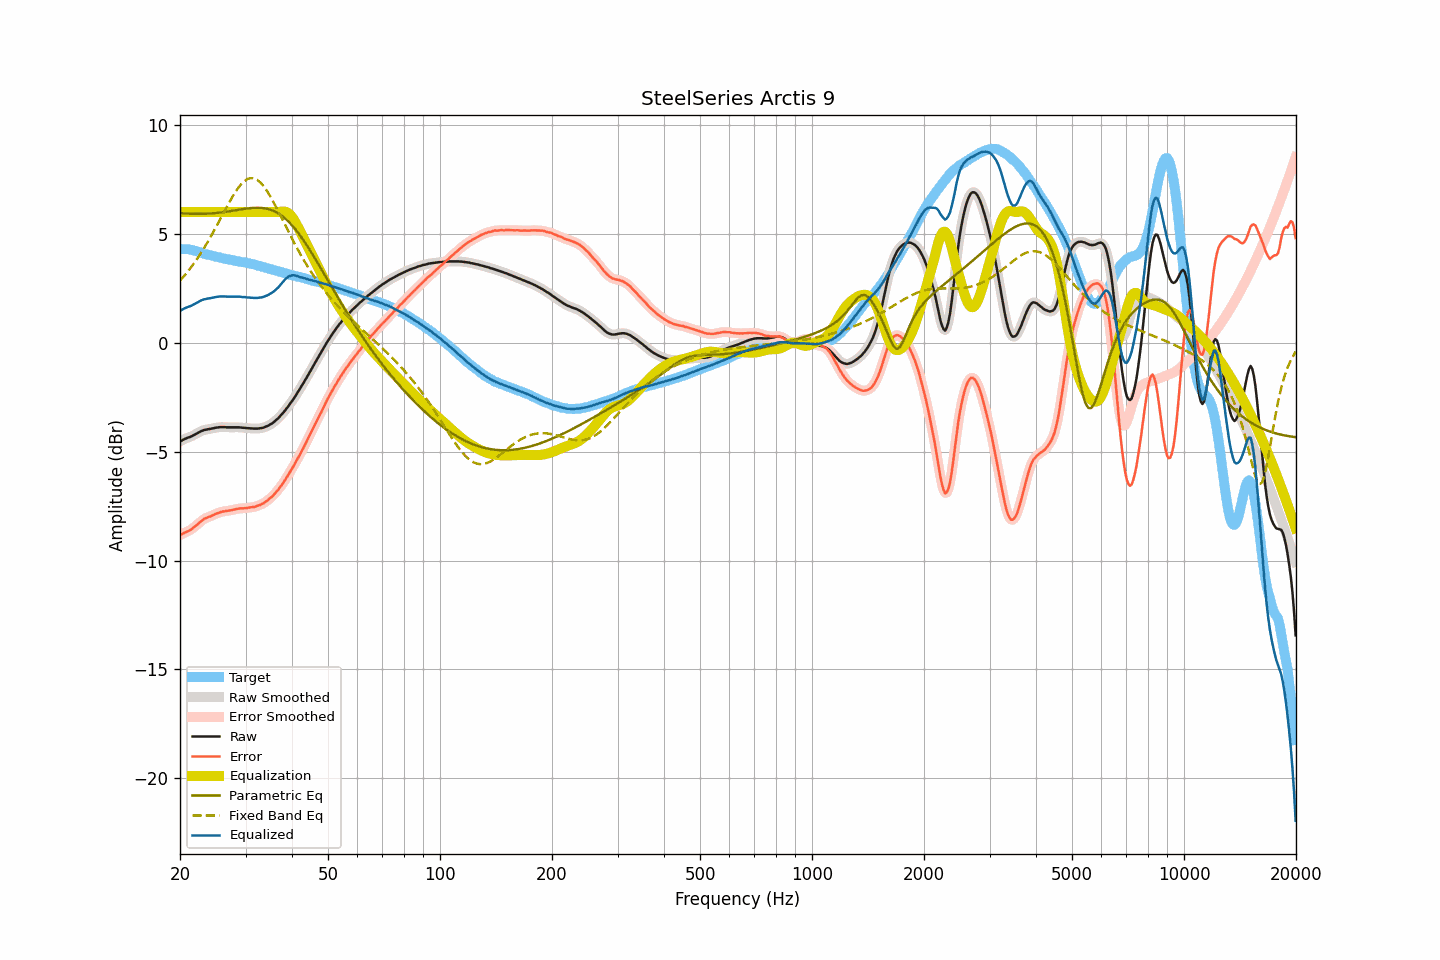 SteelSeries Arctis 9
10
5
0
−5
−10
−15
−20
Amplitude (dBr)
Target
Raw Smoothed
Error Smoothed
Raw
Error
Equalization
Parametric Eq
Fixed Band Eq
Equalized
20 50 100 200 500 1000 2000 5000 10000 20000
Frequency (Hz)